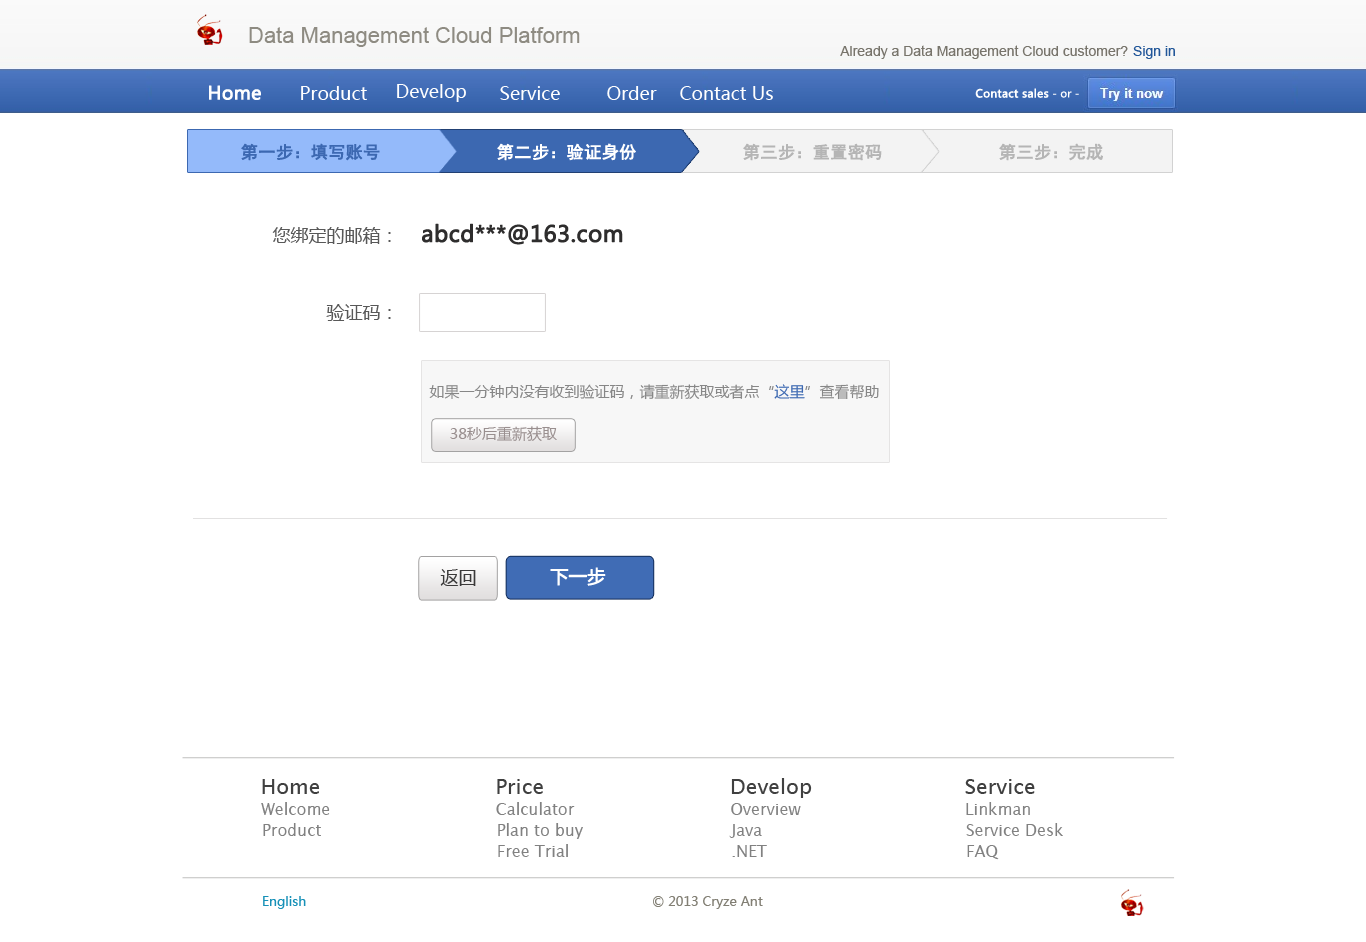 Data Management Cloud Platform
Already a Data Management Cloud customer? Sign in
Home Product Develop Service Order Contact Us Contact sales - or - Try it now
第一步：填写账号 第二步：验证身份 第三步：重置密码 第三步：完成
您绑定的邮箱： abcd***@163.com
验证码：
如果一分钟内没有收到验证码，请重新获取或者点“这里”查看帮助
38秒后重新获取
返回 下一步
Home Price Develop Service
Welcome Calculator Overview Linkman
Product Plan to buy Java Service Desk
Free Trial .NET FAQ
English © 2013 Cryze Ant